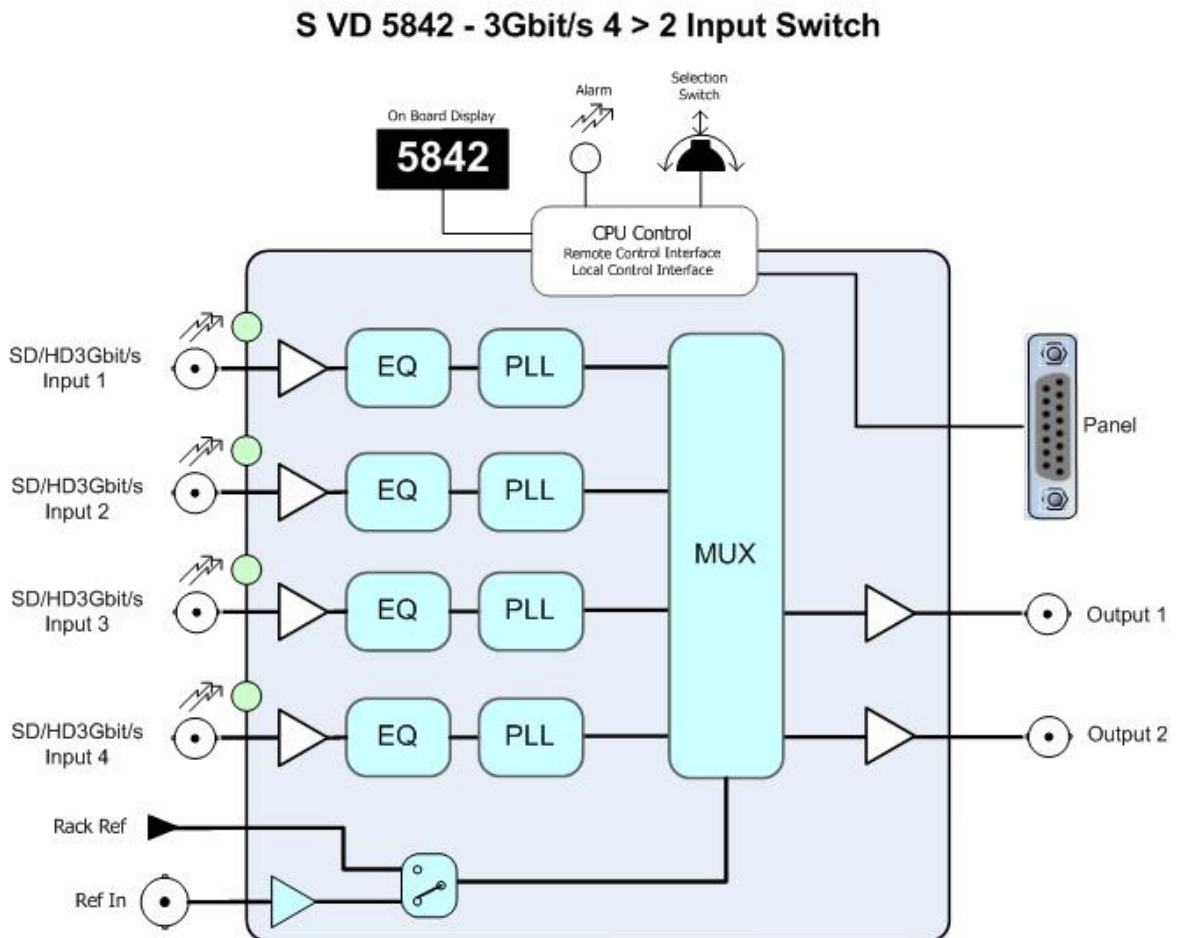 S VD 5842 - 3Gbit/s 4 > 2 Input Switch
Alarm
Selection
Switch
On Board Display
5842
CPU Control
Remote Control Interface
Local Control Interface
SD/HD3Gbit/s
Input 1
EQ
PLL
Panel
SD/HD3Gbit/s
Input 2
EQ
PLL
MUX
SD/HD3Gbit/s
Input 3
EQ
PLL
Output 1
SD/HD3Gbit/s
Input 4
EQ
PLL
Output 2
Rack Ref
Ref In